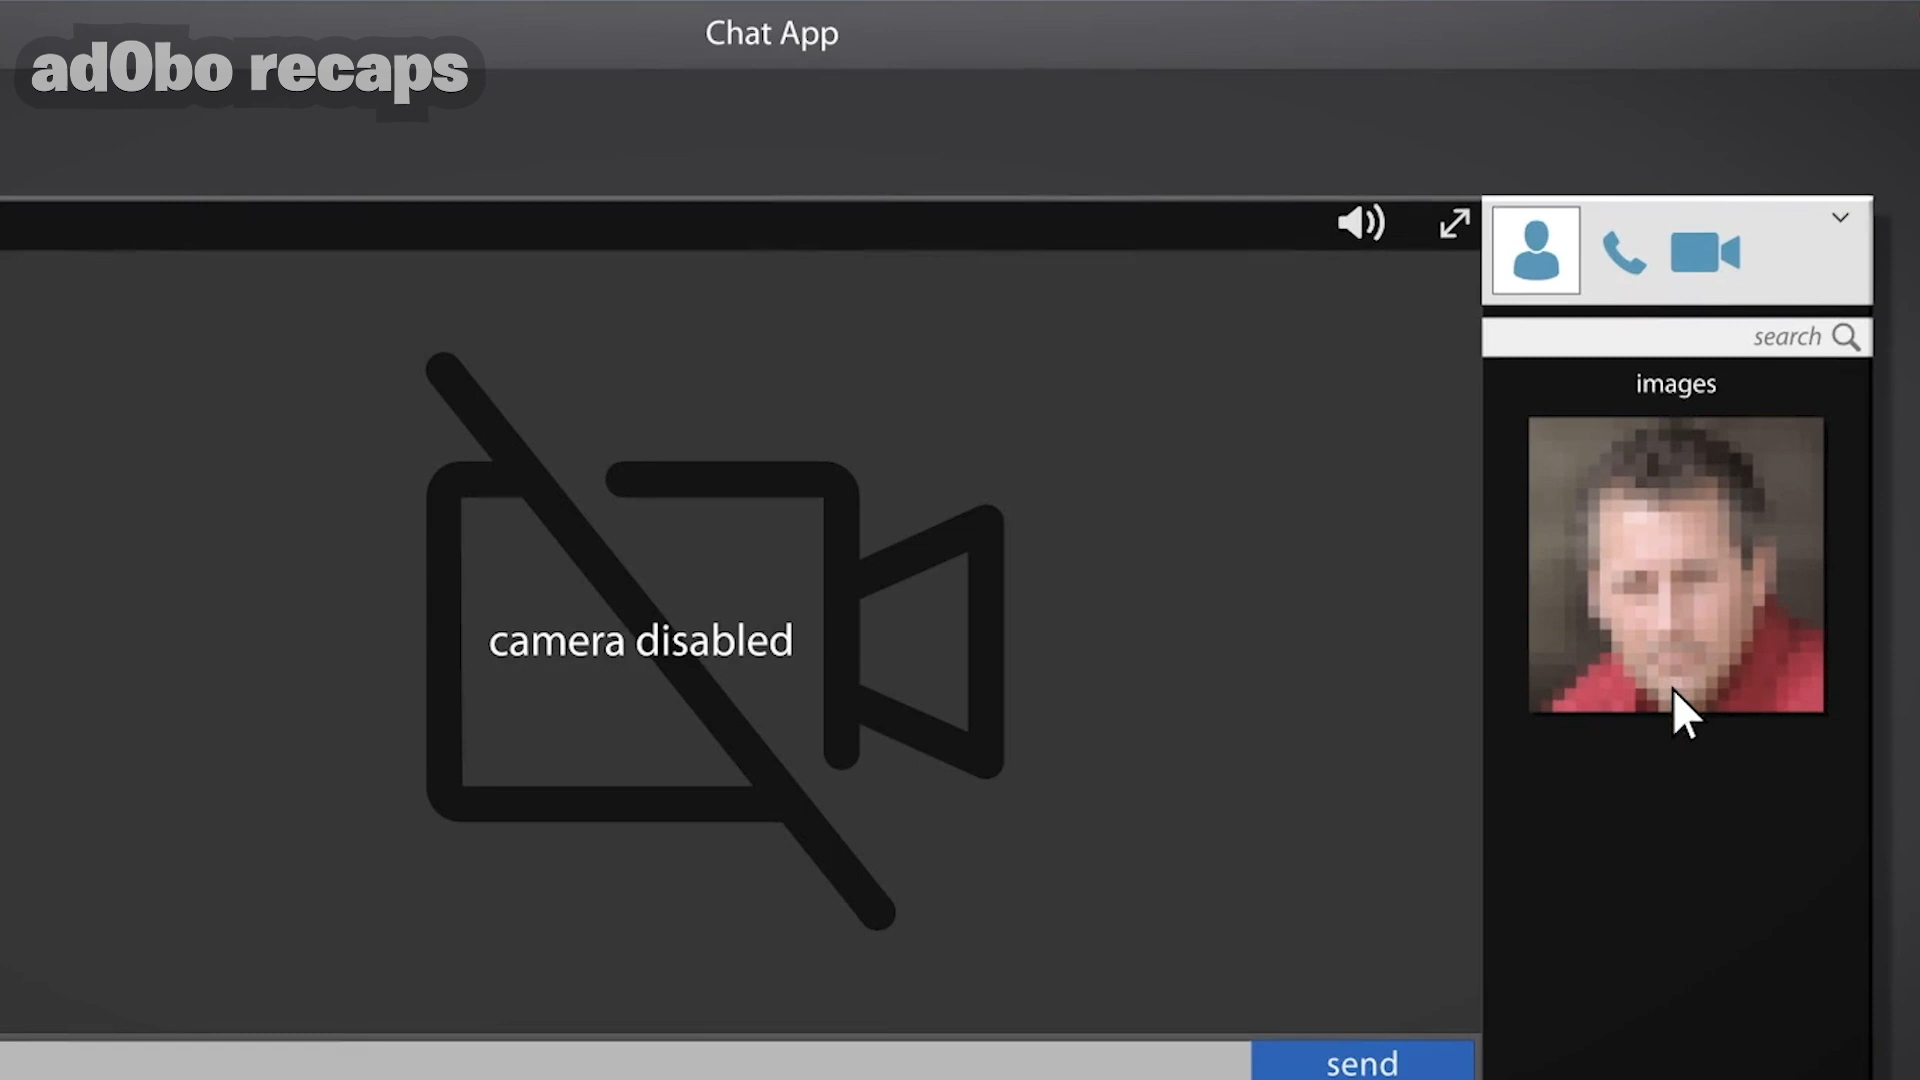 Chat App
ad0bo recaps
search
images
camera disabled
send